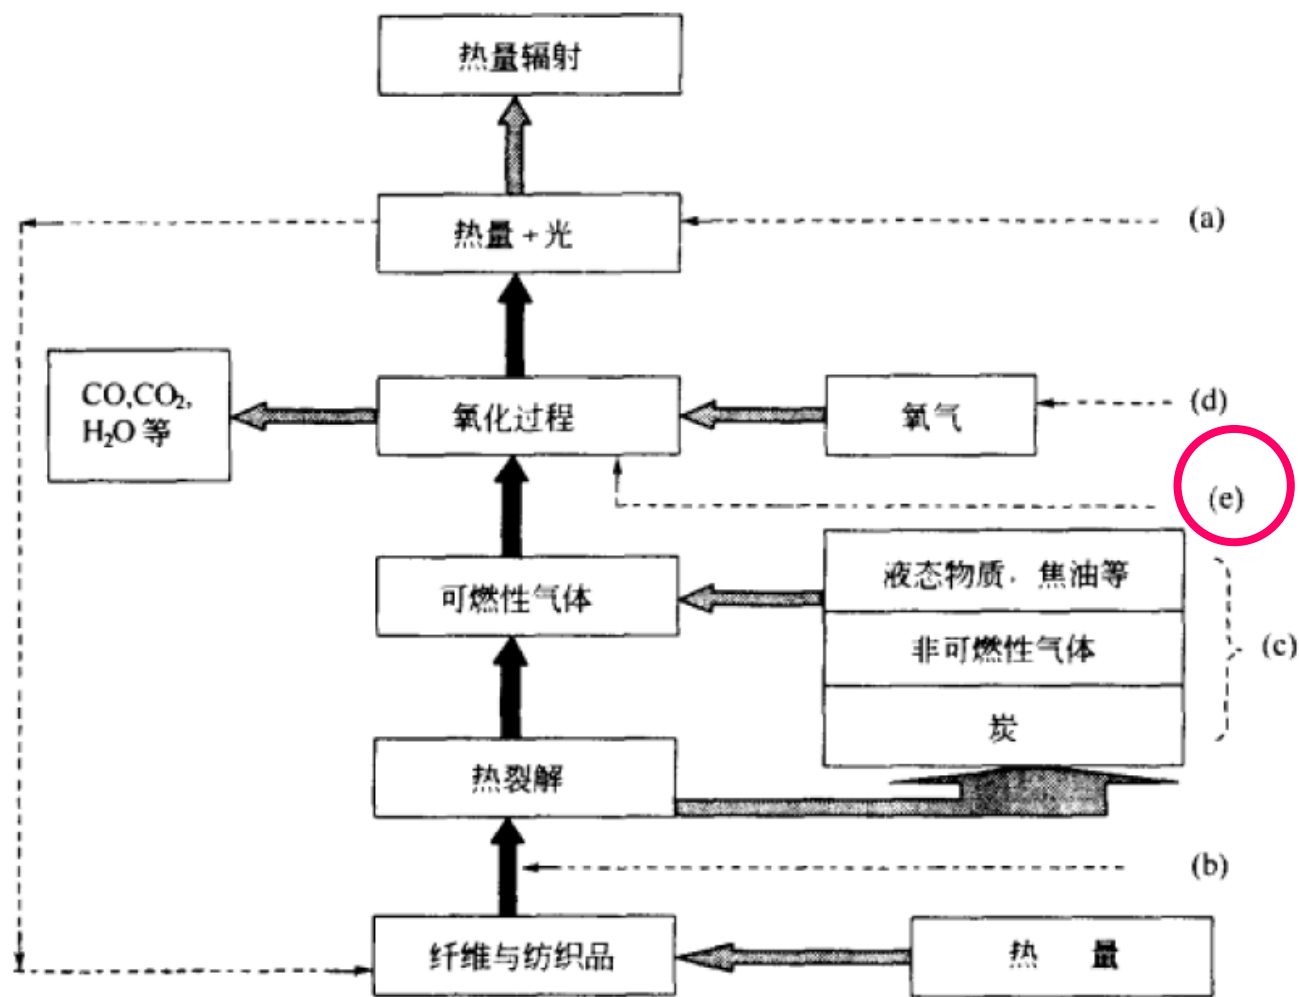 热量辐射
热量+光
(a)
CO,CO₂,
H₂O 等
氧化过程
氧气
(d)
(e)
可燃性气体
液态物质、焦油等
非可燃性气体
炭
(c)
热裂解
(b)
纤维与纺织品
热 量